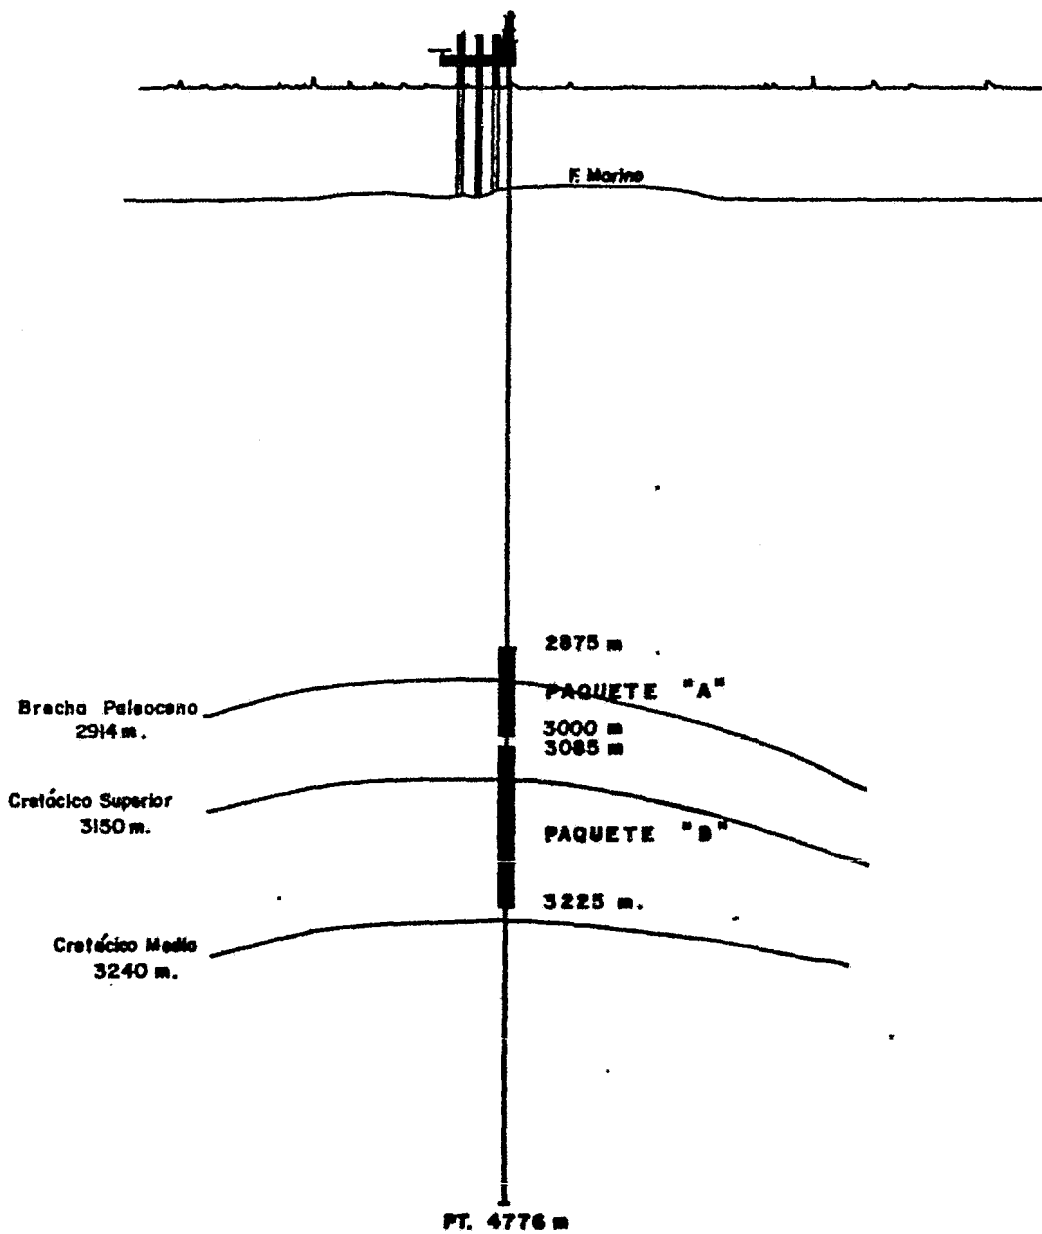 F. Marino
2875 m
PAQUETE "A"
Brecha Paleoceno
2914 m.
3000 m
3085 m
Cretácico Superior
3150 m.
PAQUETE "B"
3225 m.
Cretácico Medio
3240 m.
PT. 4776 m